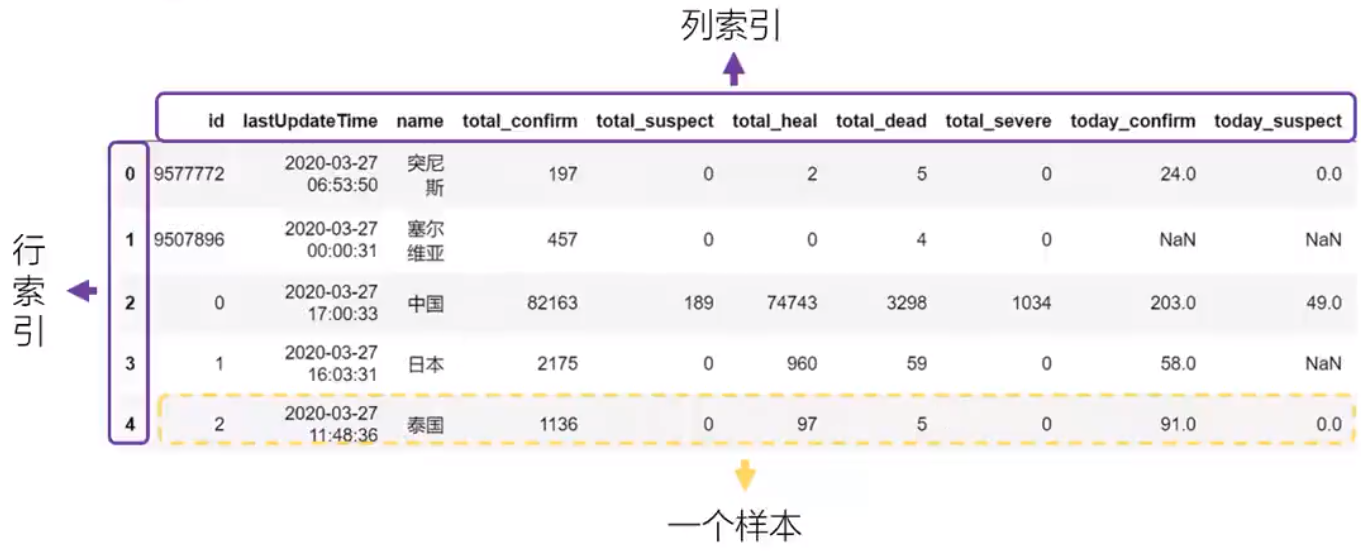 列索引
id lastUpdateTime name total_confirm total_suspect total_heal total_dead total_severe today_confirm today_suspect
0 9577772 2020-03-27 06:53:50 突尼斯 197 0 2 5 0 24.0 0.0
1 9507896 2020-03-27 00:00:31 塞尔维亚 457 0 0 4 0 NaN NaN
2 0 2020-03-27 17:00:33 中国 82163 189 74743 3298 1034 203.0 49.0
3 1 2020-03-27 16:03:31 日本 2175 0 960 59 0 58.0 NaN
4 2 2020-03-27 11:48:36 泰国 1136 0 97 5 0 91.0 0.0
行索引
一个样本